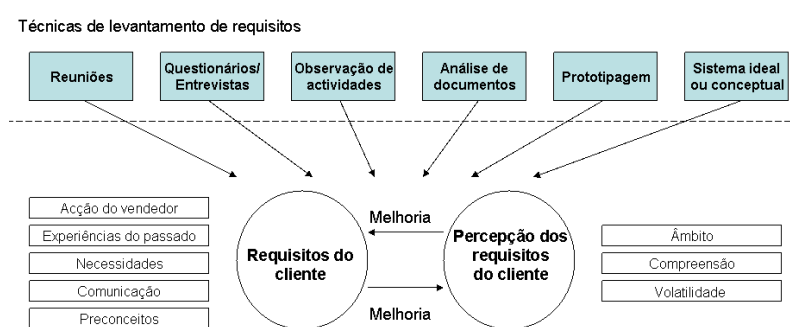 Técnicas de levantamento de requisitos
Reuniões
Questionários/
Entrevistas
Observação de
actividades
Análise de
documentos
Prototipagem
Sistema ideal
ou conceptual
Acção do vendedor
Experiências do passado
Necessidades
Comunicação
Preconceitos
Requisitos do
cliente
Melhoria
Melhoria
Percepção dos
requisitos
do cliente
Âmbito
Compreensão
Volatilidade